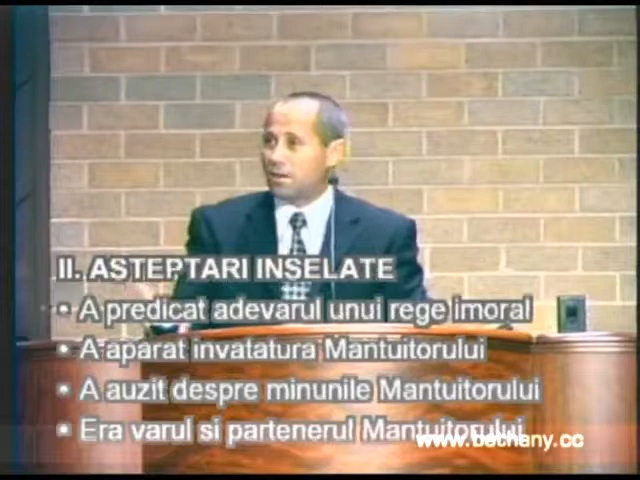 II. ASTEPTARI INSELATE
• A predicat adevarul unui rege imoral
• A aparat invatatura Mantuitorului
• A auzit despre minunile Mantuitorului
• Era varul si partenerul Mantuitorului
www.bethany.cc